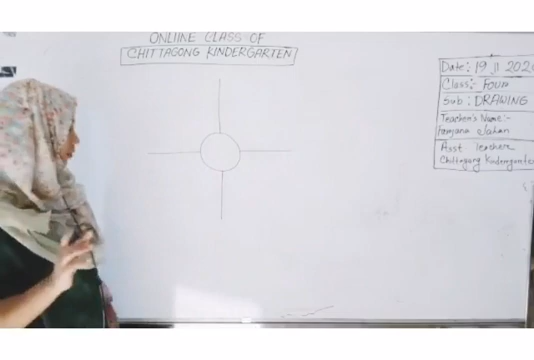 ONLIINE CLASS OF
CHITTAGONG KINDERGARTEN
Date: 19 11 2020
Class: FOUR
Sub: DRAWING
Teacher's Name:-
Farjana Jahan
Asst Teacher
Chittagong Kindergarten